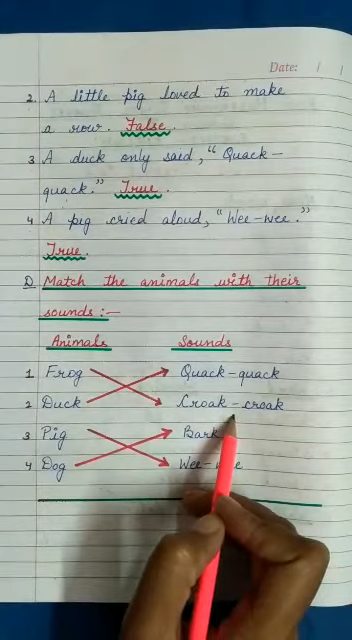 Date: / /
2. A little pig loved to make
a row. False.
3 A duck only said, "Quack-
quack." True.
4 A pig cried aloud, "Wee-wee."
True.
D Match the animals with their
sounds :-
Animals Sounds
1 Frog Quack-quack
2 Duck Croak-croak
3 Pig Bark
4 Dog